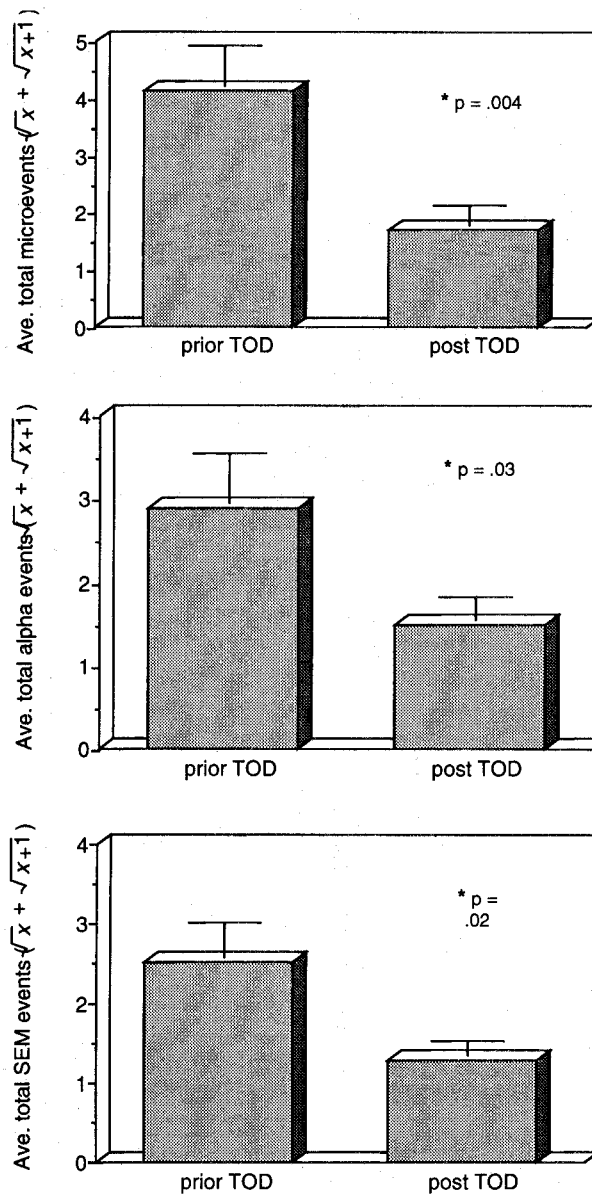 Ave. total microevents (√x + √x+1)
5
4
3
2
1
0
* p = .004
prior TOD
post TOD
Ave. total alpha events (√x + √x+1)
4
3
2
1
0
* p = .03
prior TOD
post TOD
Ave. total SEM events (√x + √x+1)
4
3
2
1
0
* p =
.02
prior TOD
post TOD